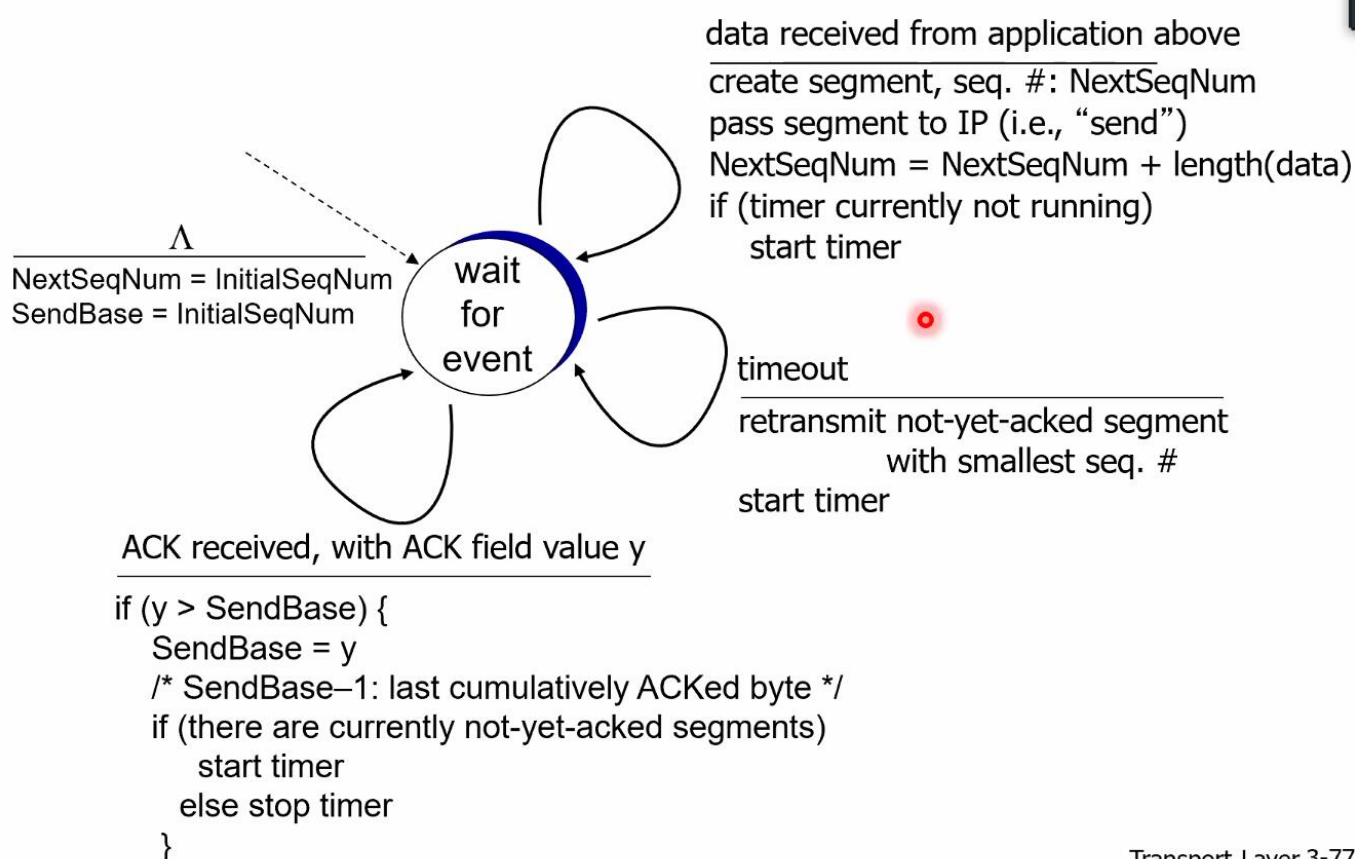 data received from application above
create segment, seq. #: NextSeqNum
pass segment to IP (i.e., “send”)
NextSeqNum = NextSeqNum + length(data)
if (timer currently not running)
start timer
Λ
NextSeqNum = InitialSeqNum
SendBase = InitialSeqNum
wait
for
event
timeout
retransmit not-yet-acked segment
with smallest seq. #
start timer
ACK received, with ACK field value y
if (y > SendBase) {
SendBase = y
/* SendBase–1: last cumulatively ACKed byte */
if (there are currently not-yet-acked segments)
start timer
else stop timer
}
Transport Layer 3-77